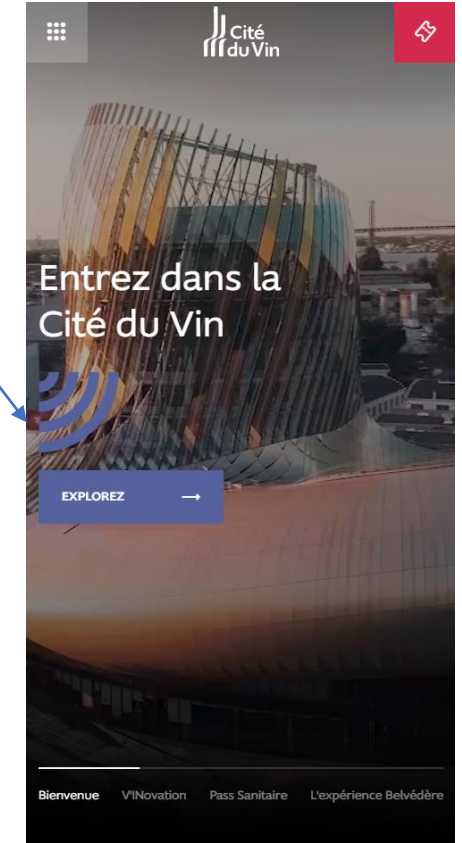 Cité
du Vin
Entrez dans la
Cité du Vin
EXPLOREZ
Bienvenue V'INovation Pass Sanitaire L'expérience Belvédère